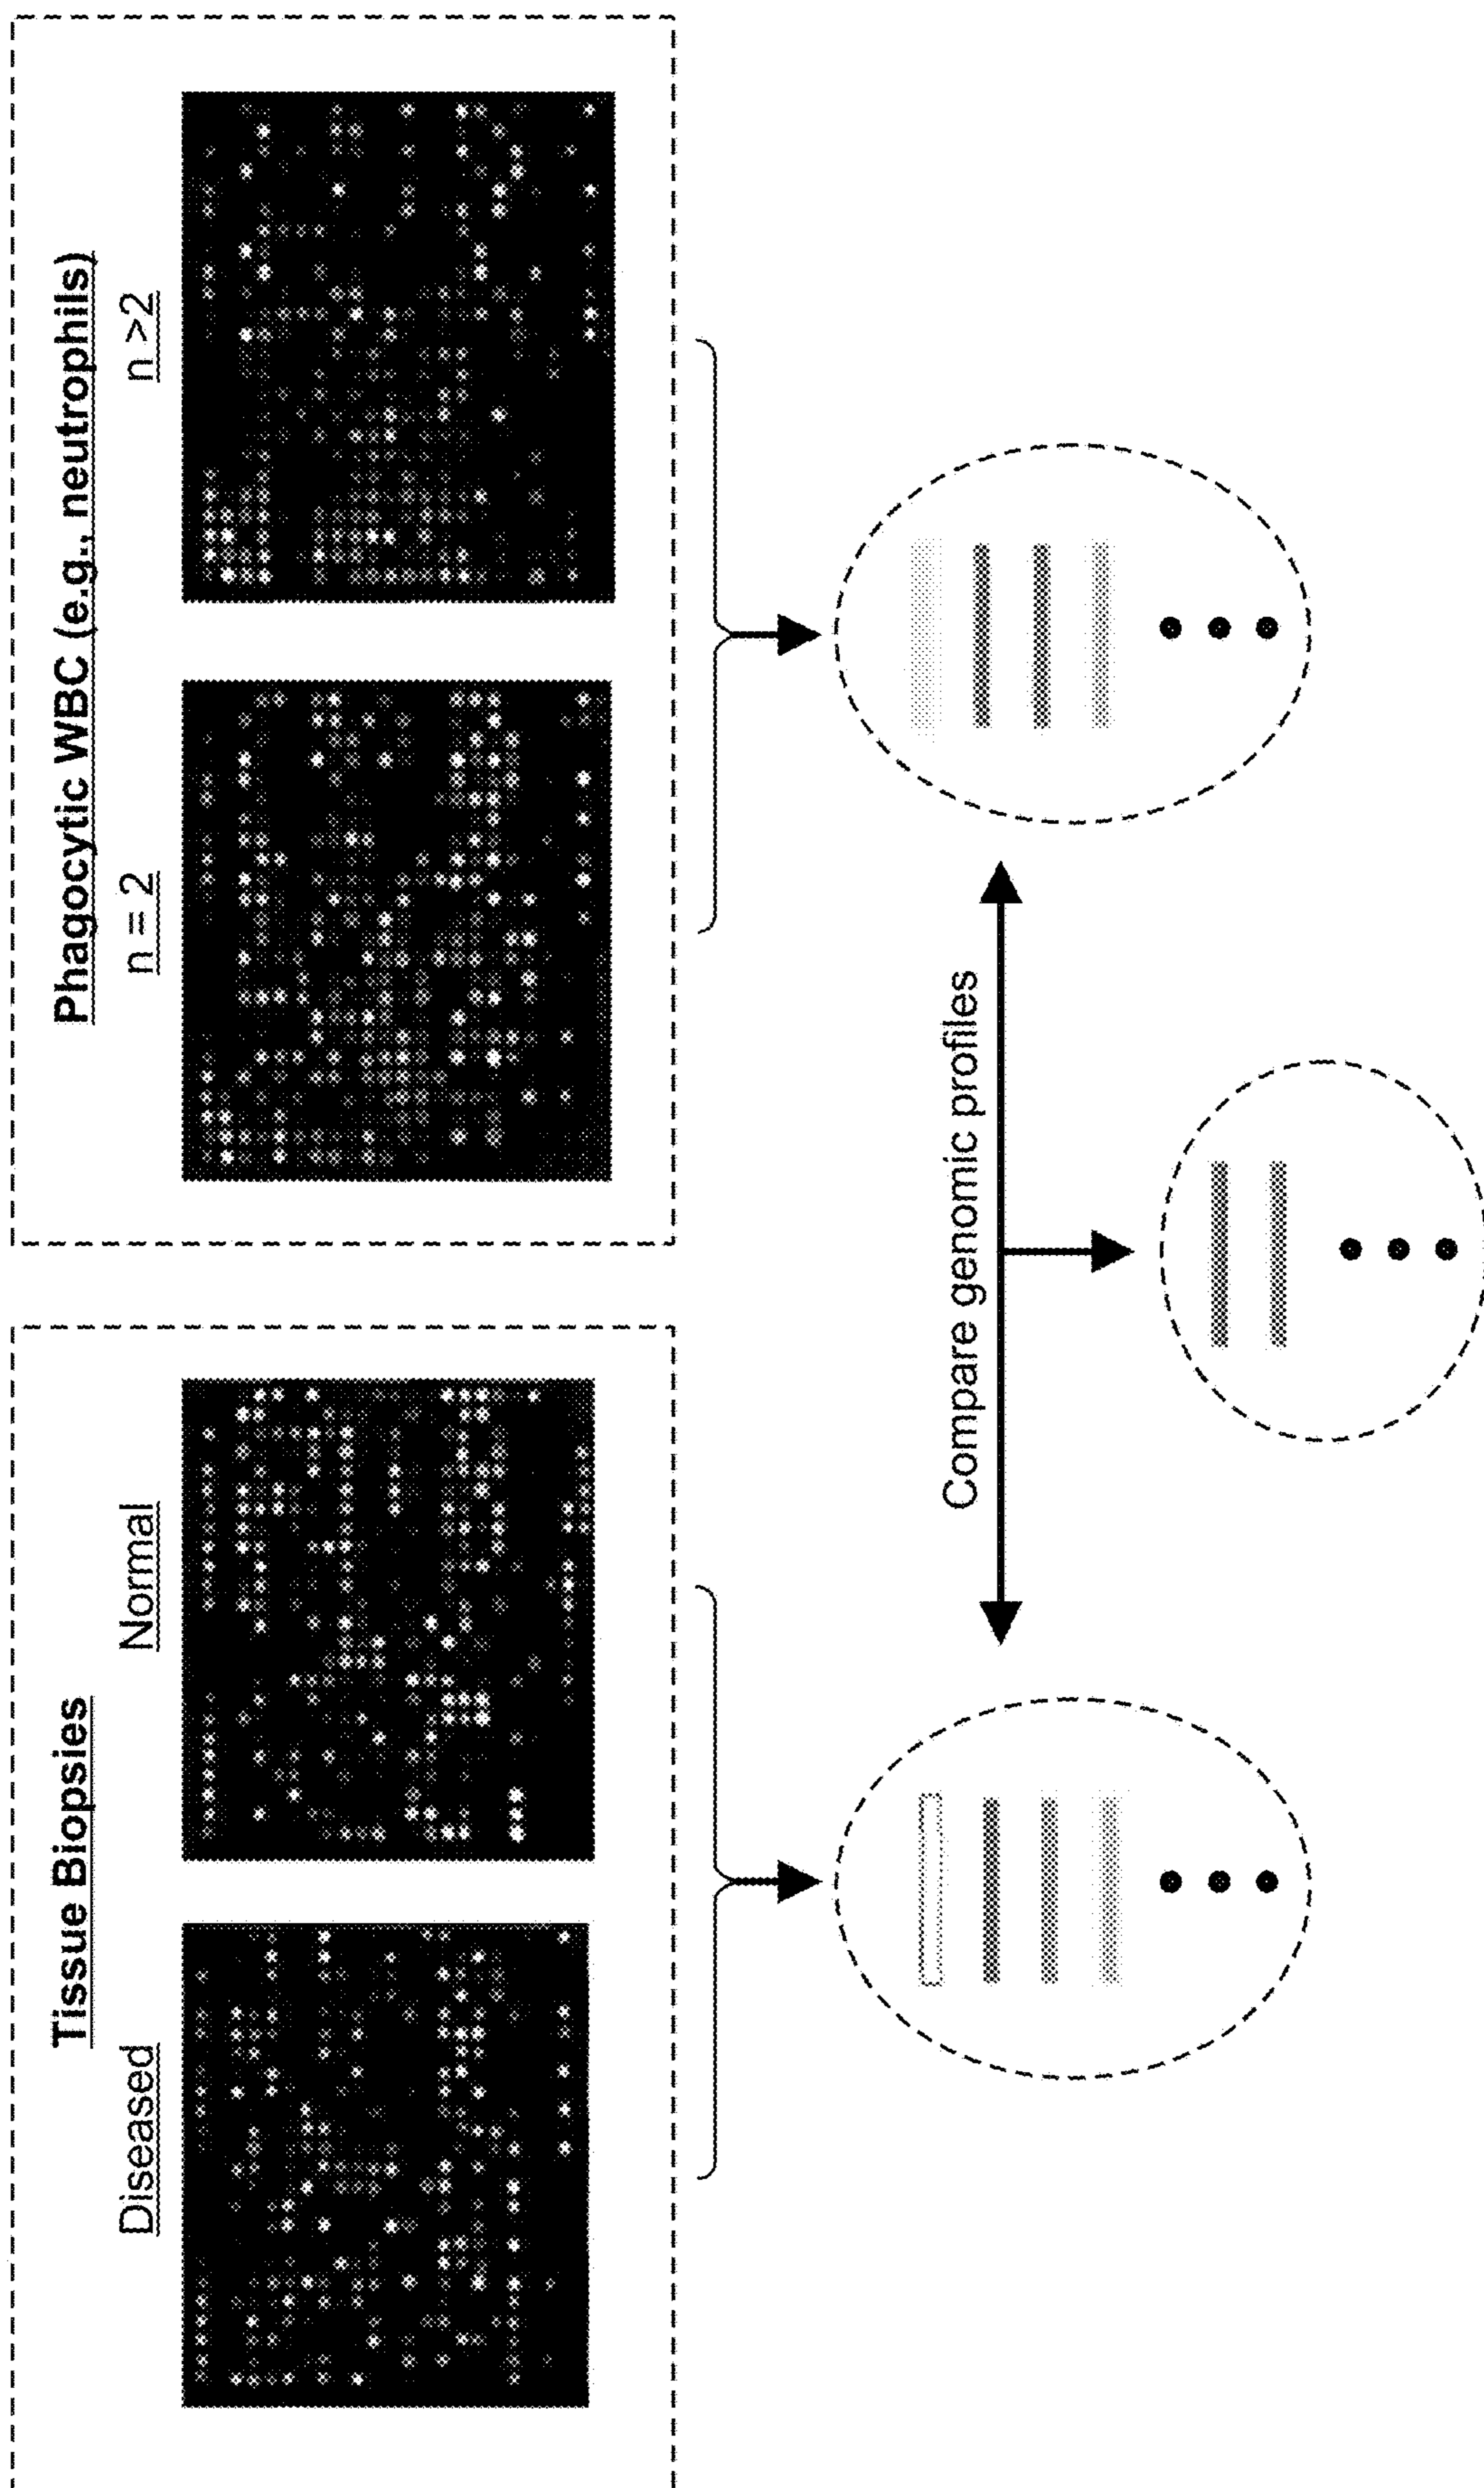 Tissue Biopsies
Diseased
Normal
Phagocytic WBC (e.g., neutrophils)
n = 2
n >2
Compare genomic profiles